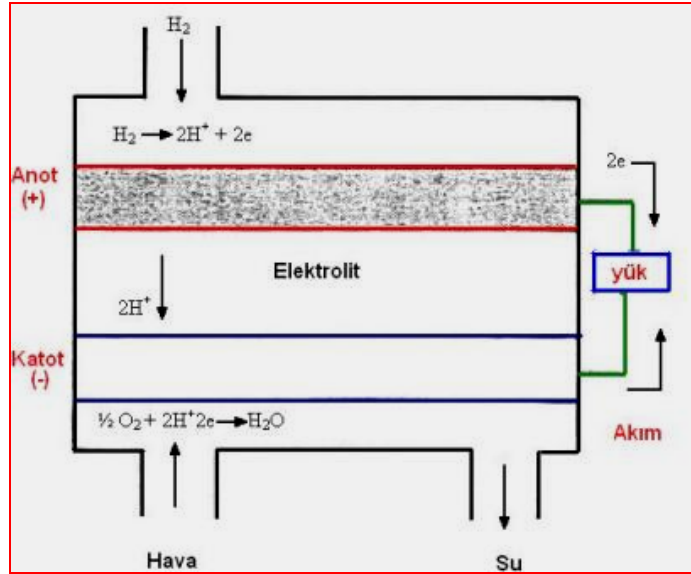 H₂
H₂ → 2H⁺ + 2e
Anot
(+)
2e
Elektrolit
yük
2H⁺
Katot
(-)
½ O₂ + 2H⁺2e → H₂O
Akım
Hava
Su